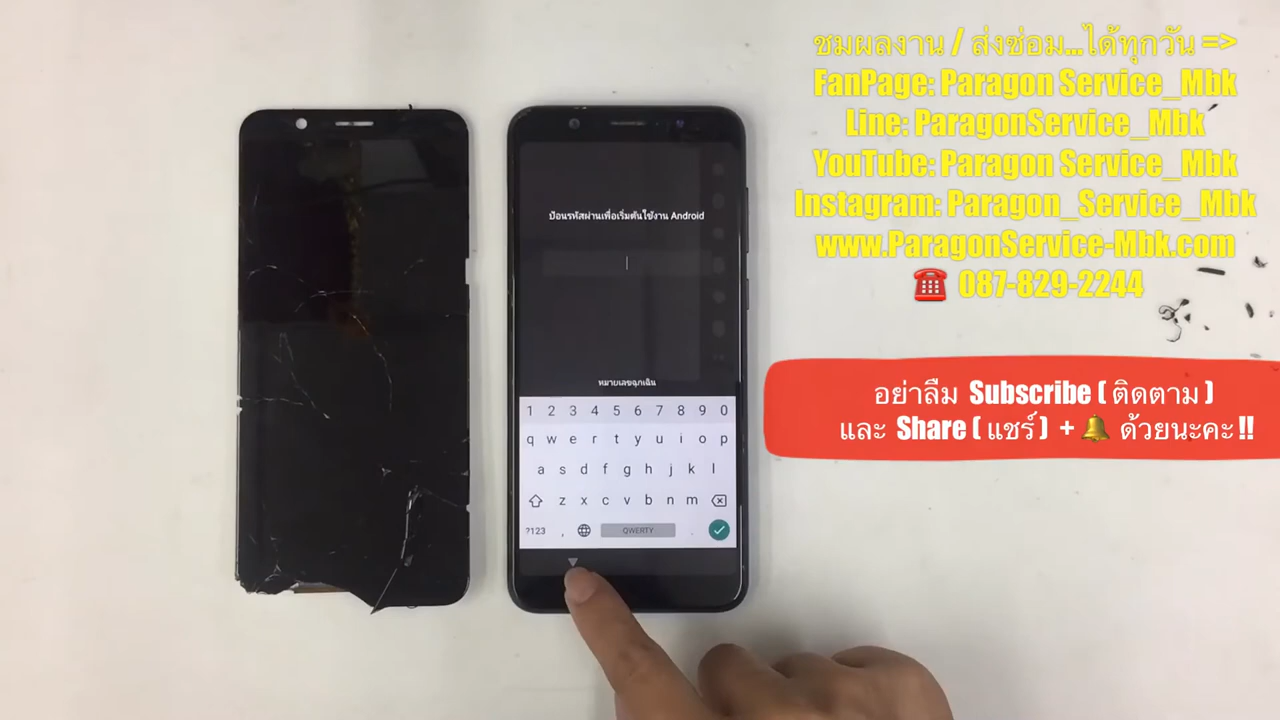 ชมผลงาน / ส่งซ่อม...ได้ทุกวัน =>
FanPage: Paragon Service_Mbk
Line: ParagonService_Mbk
YouTube: Paragon Service_Mbk
Instagram: Paragon_Service_Mbk
www.ParagonService-Mbk.com
☎️ 087-829-2244
อย่าลืม Subscribe ( ติดตาม )
และ Share ( แชร์ ) + 🔔 ด้วยนะคะ !!
ป้อนรหัสผ่านเพื่อเริ่มต้นใช้งาน Android
หมายเลขฉุกเฉิน
1 2 3 4 5 6 7 8 9 0
q w e r t y u i o p
a s d f g h j k l
z x c v b n m
?123 , QWERTY .